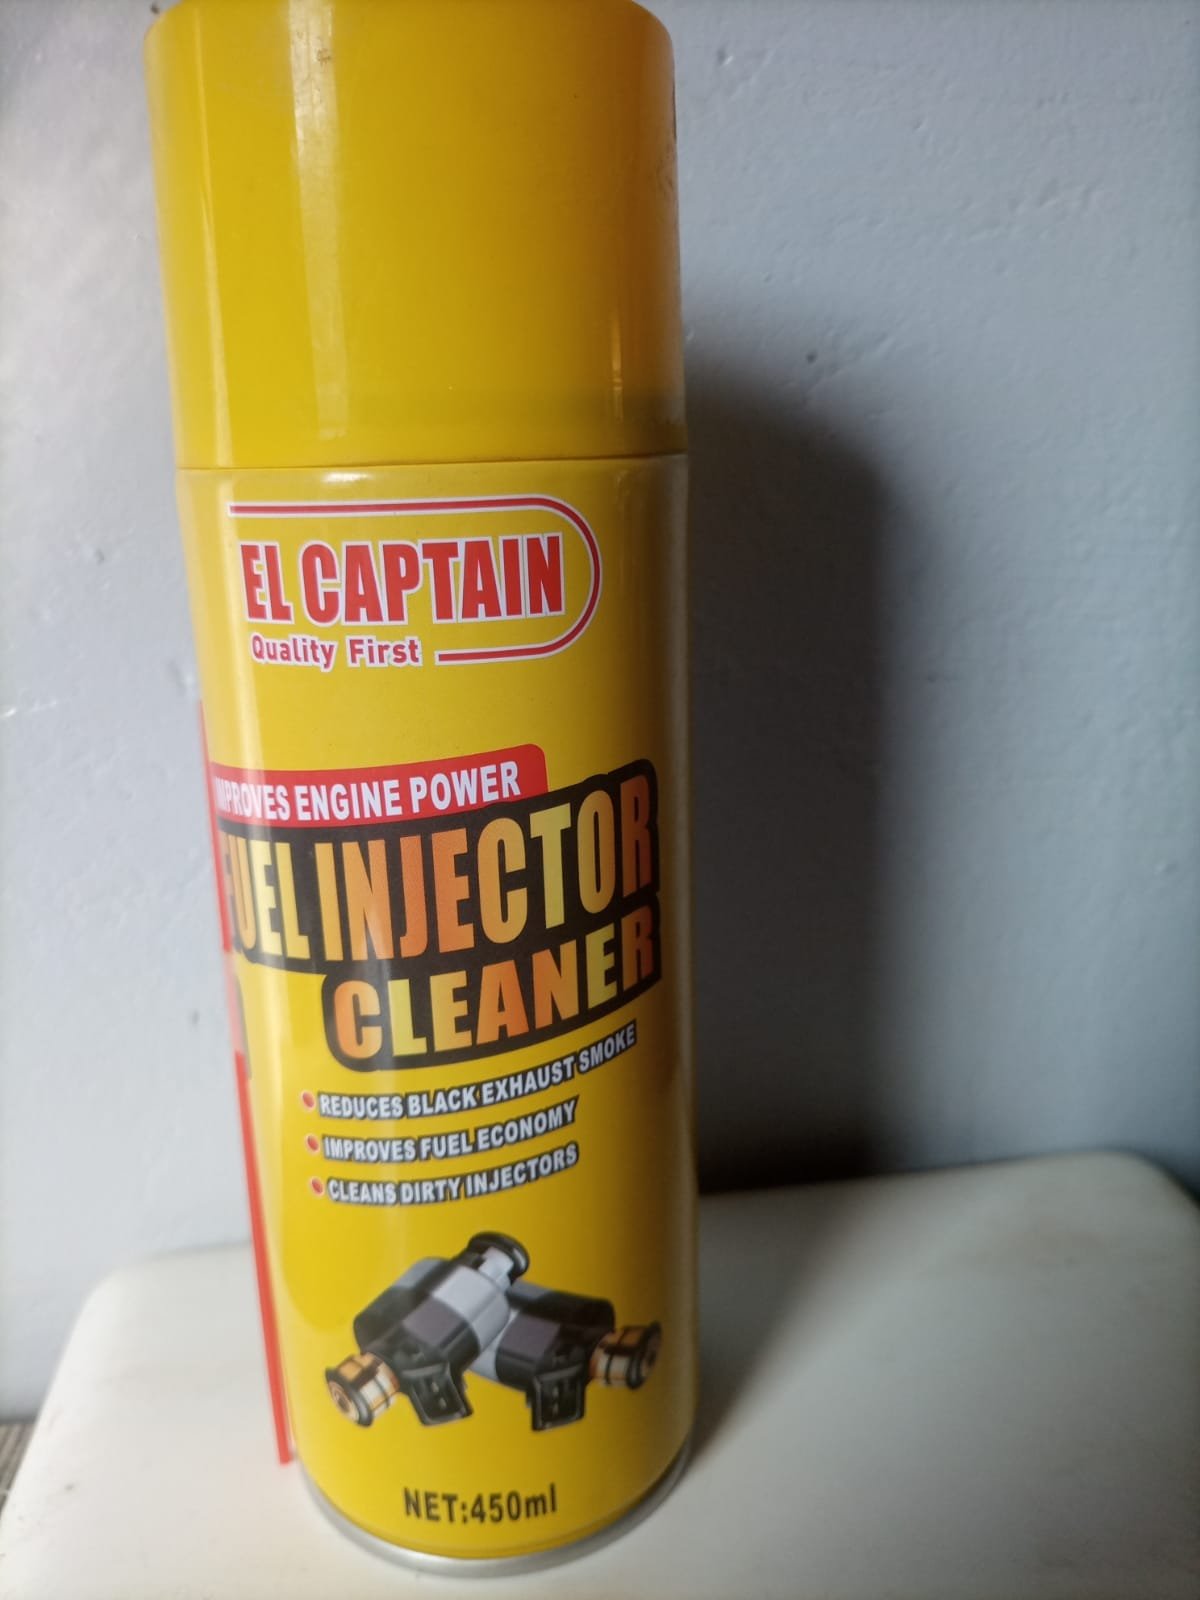 EL CAPTAIN
Quality First
IMPROVES ENGINE POWER
FUEL INJECTOR
CLEANER
• REDUCES BLACK EXHAUST SMOKE
• IMPROVES FUEL ECONOMY
• CLEANS DIRTY INJECTORS
NET:450ml